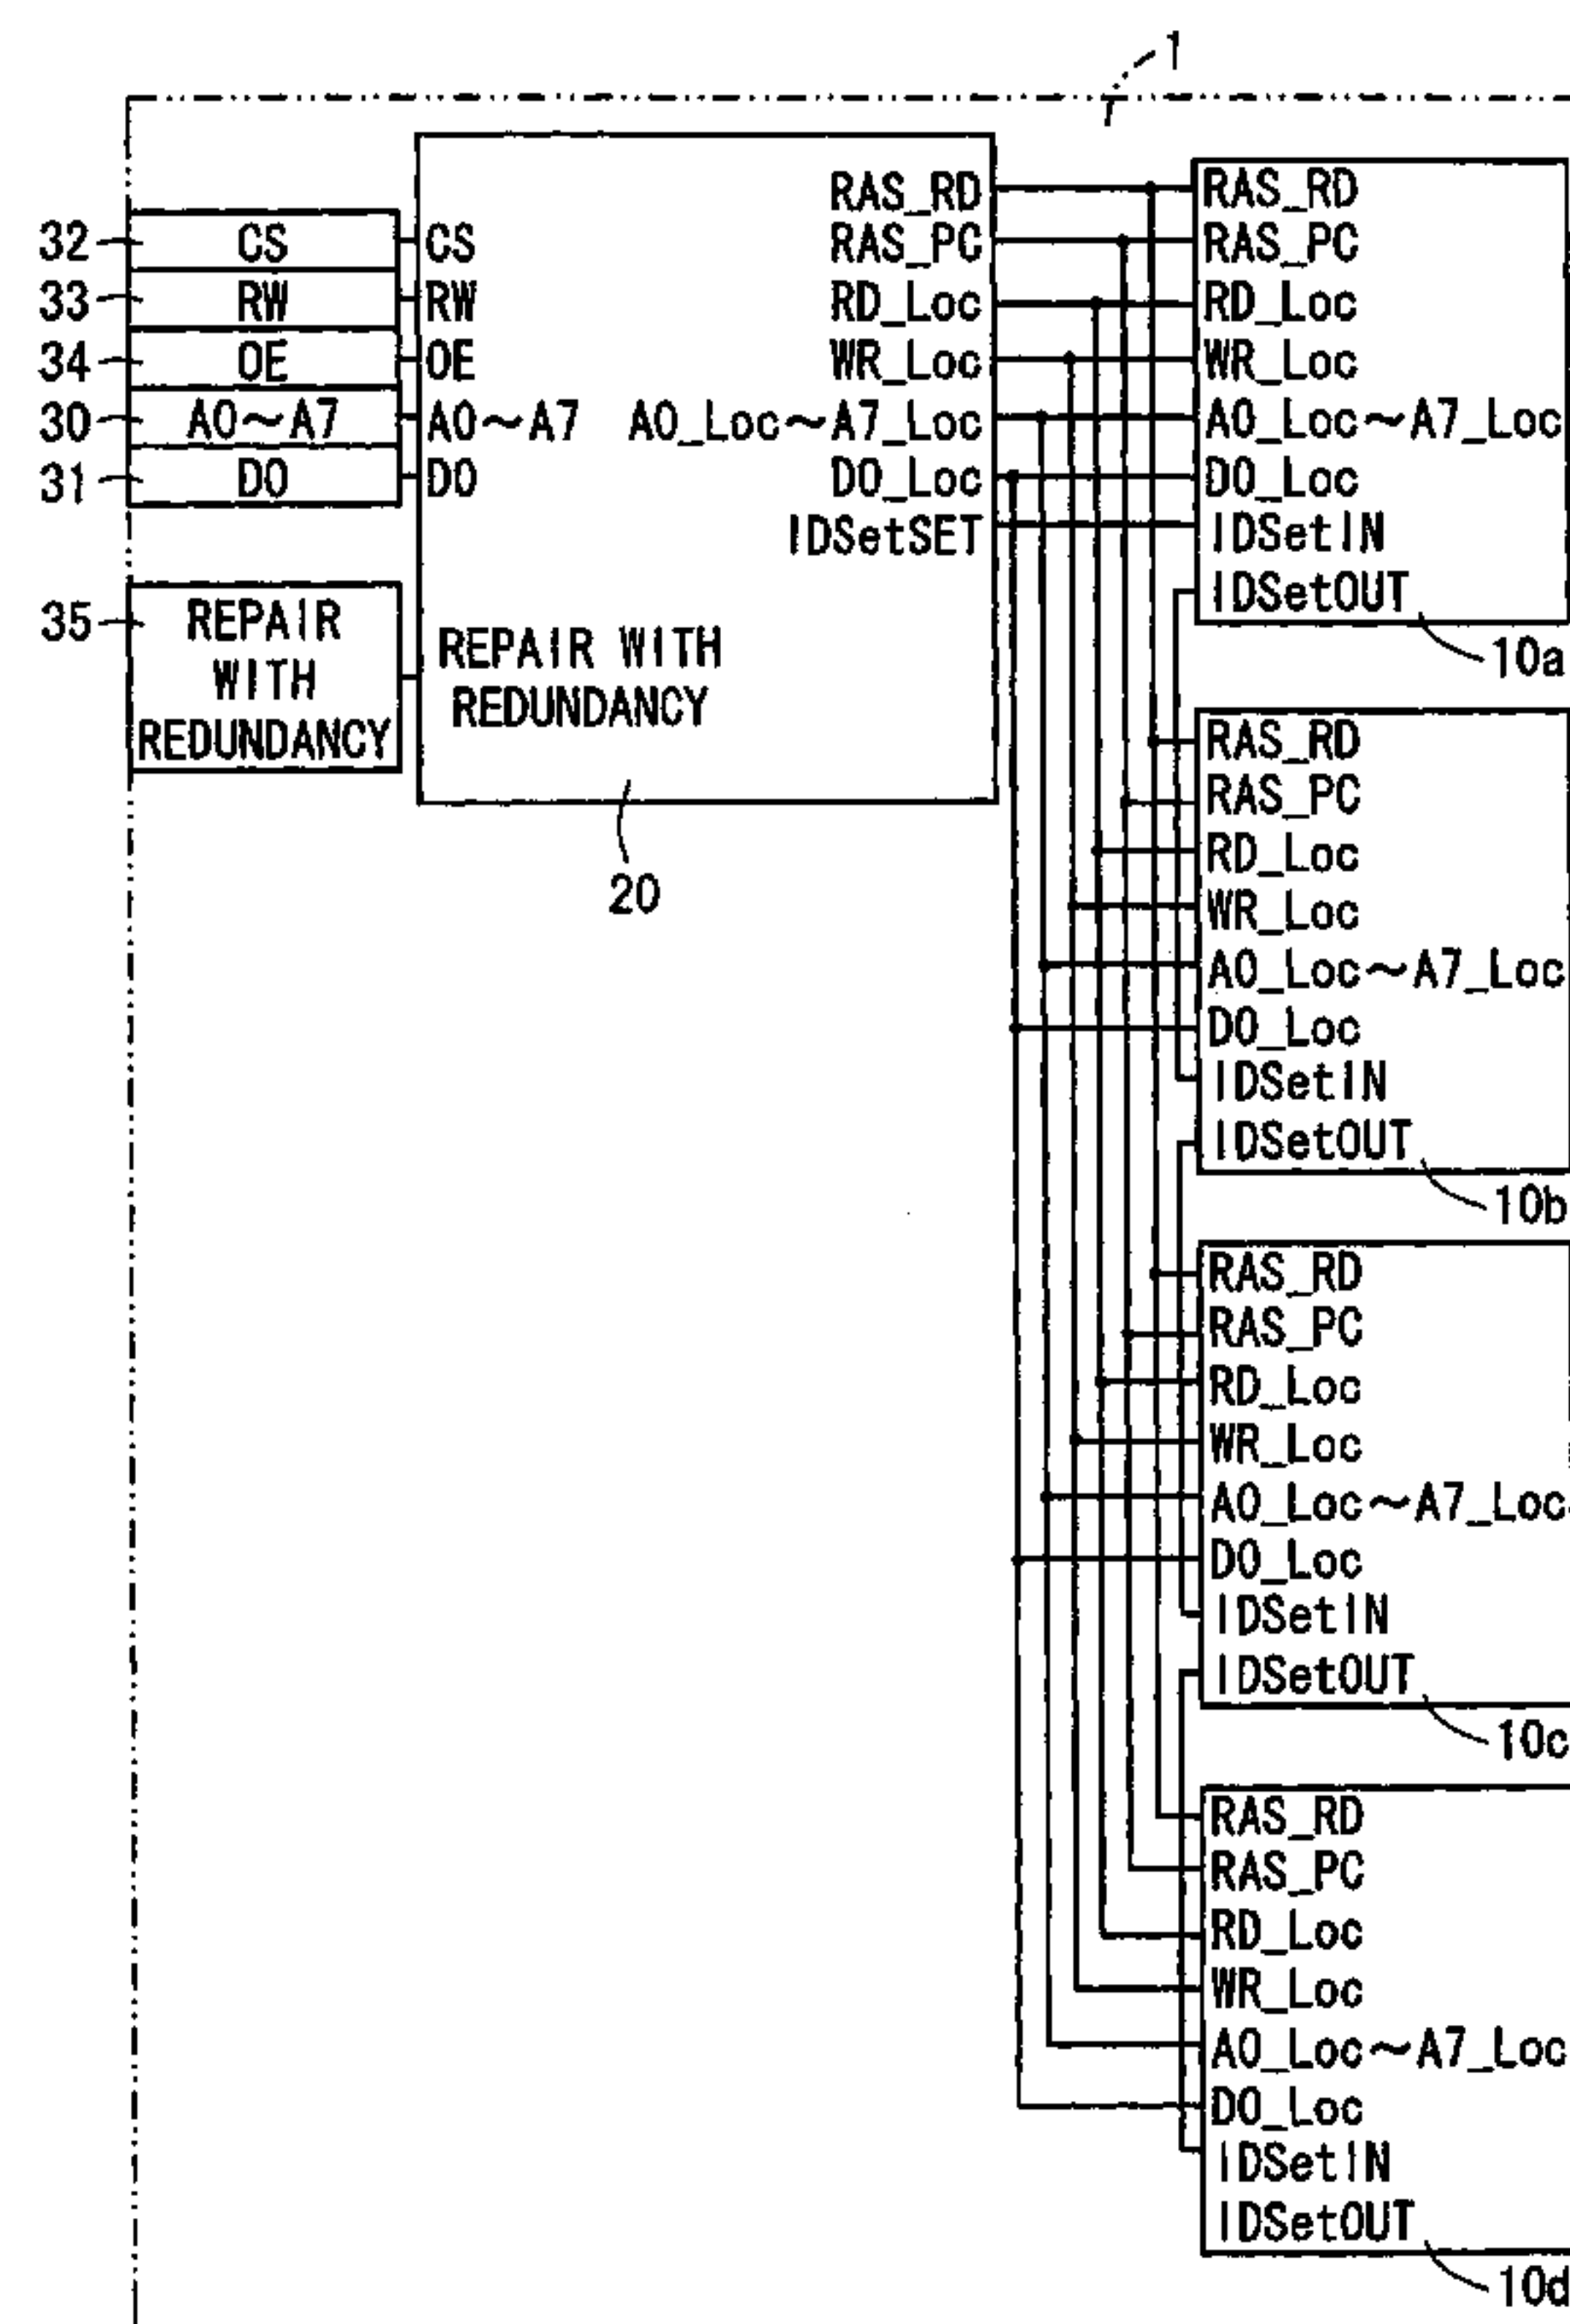 1
32 CS CS RAS_RD
33 RW RW RAS_PC
34 OE OE RD_Loc
30 A0～A7 A0～A7 WR_Loc
31 D0 D0 A0_Loc～A7_Loc
D0_Loc
IDSetSET
35 REPAIR
WITH
REDUNDANCY
REPAIR WITH
REDUNDANCY
20
RAS_RD
RAS_PC
RD_Loc
WR_Loc
A0_Loc～A7_Loc
D0_Loc
IDSetIN
IDSetOUT
10a
RAS_RD
RAS_PC
RD_Loc
WR_Loc
A0_Loc～A7_Loc
D0_Loc
IDSetIN
IDSetOUT
10b
RAS_RD
RAS_PC
RD_Loc
WR_Loc
A0_Loc～A7_Loc
D0_Loc
IDSetIN
IDSetOUT
10c
RAS_RD
RAS_PC
RD_Loc
WR_Loc
A0_Loc～A7_Loc
D0_Loc
IDSetIN
IDSetOUT
10d